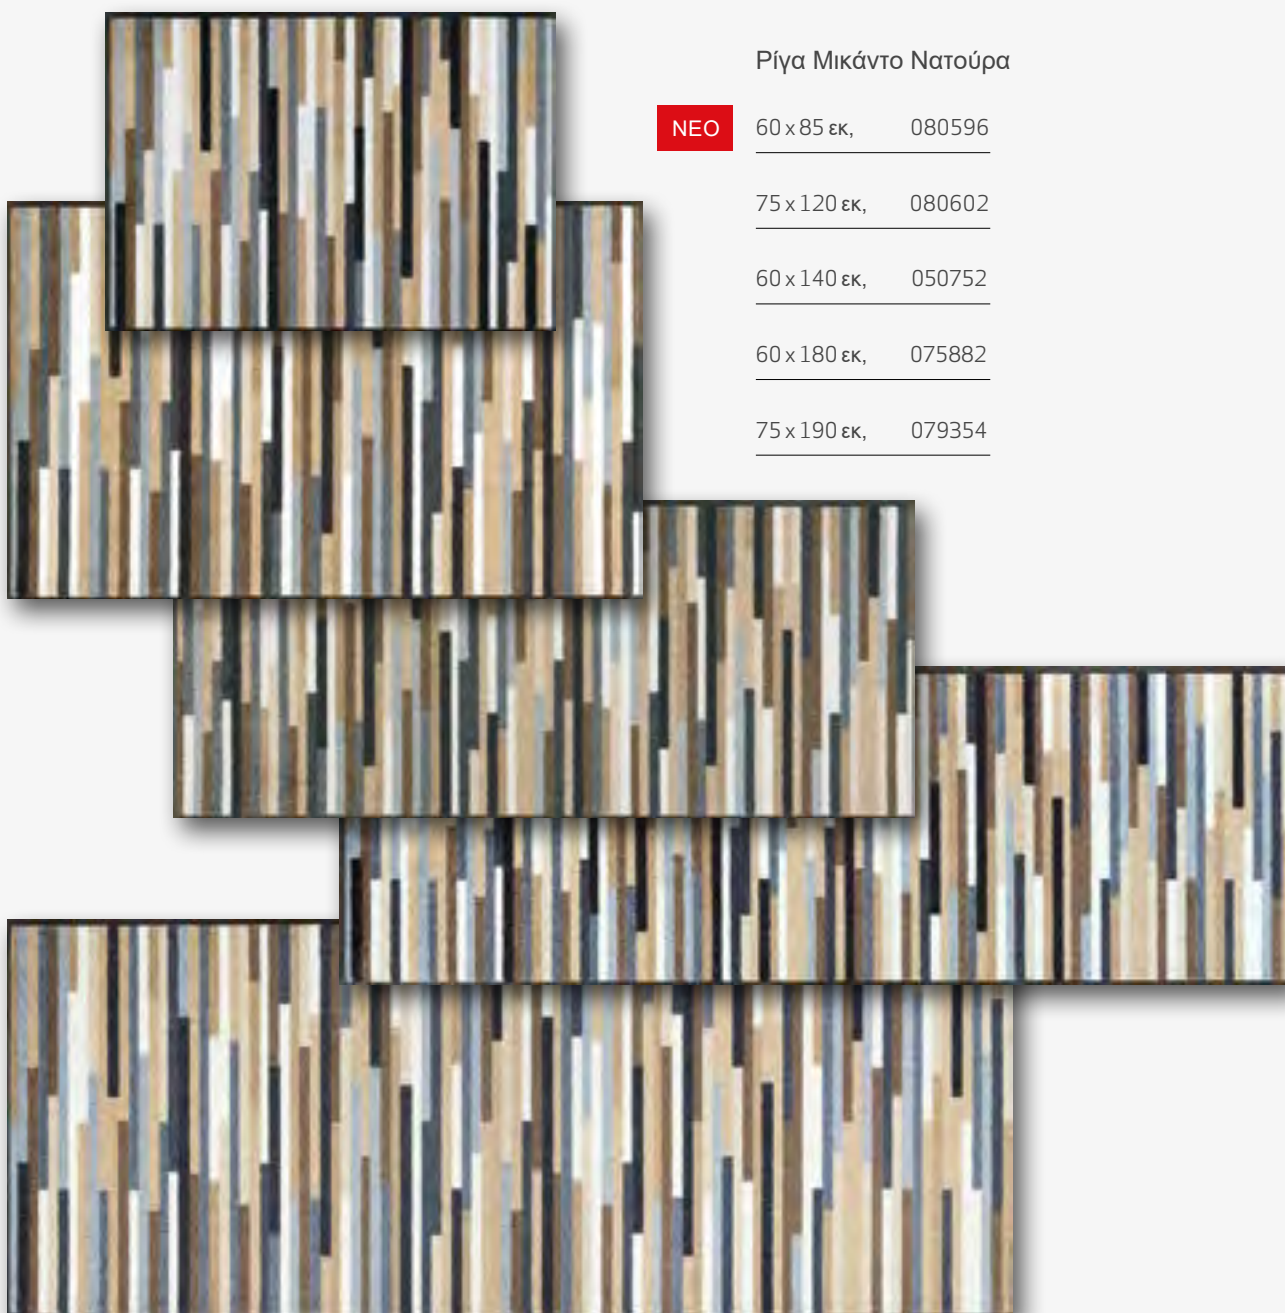 Ρίγα Μικάντο Νατούρα
ΝΕΟ 60 x 85 εκ, 080596
75 x 120 εκ, 080602
60 x 140 εκ, 050752
60 x 180 εκ, 075882
75 x 190 εκ, 079354